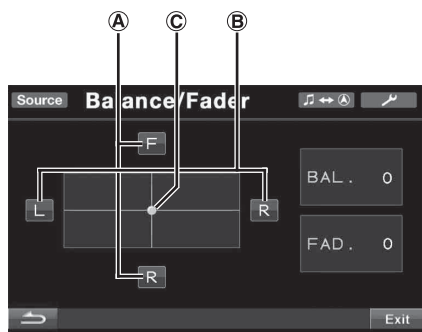 A C B
Source Balance/Fader
F
L R
BAL. 0
FAD. 0
R
Exit